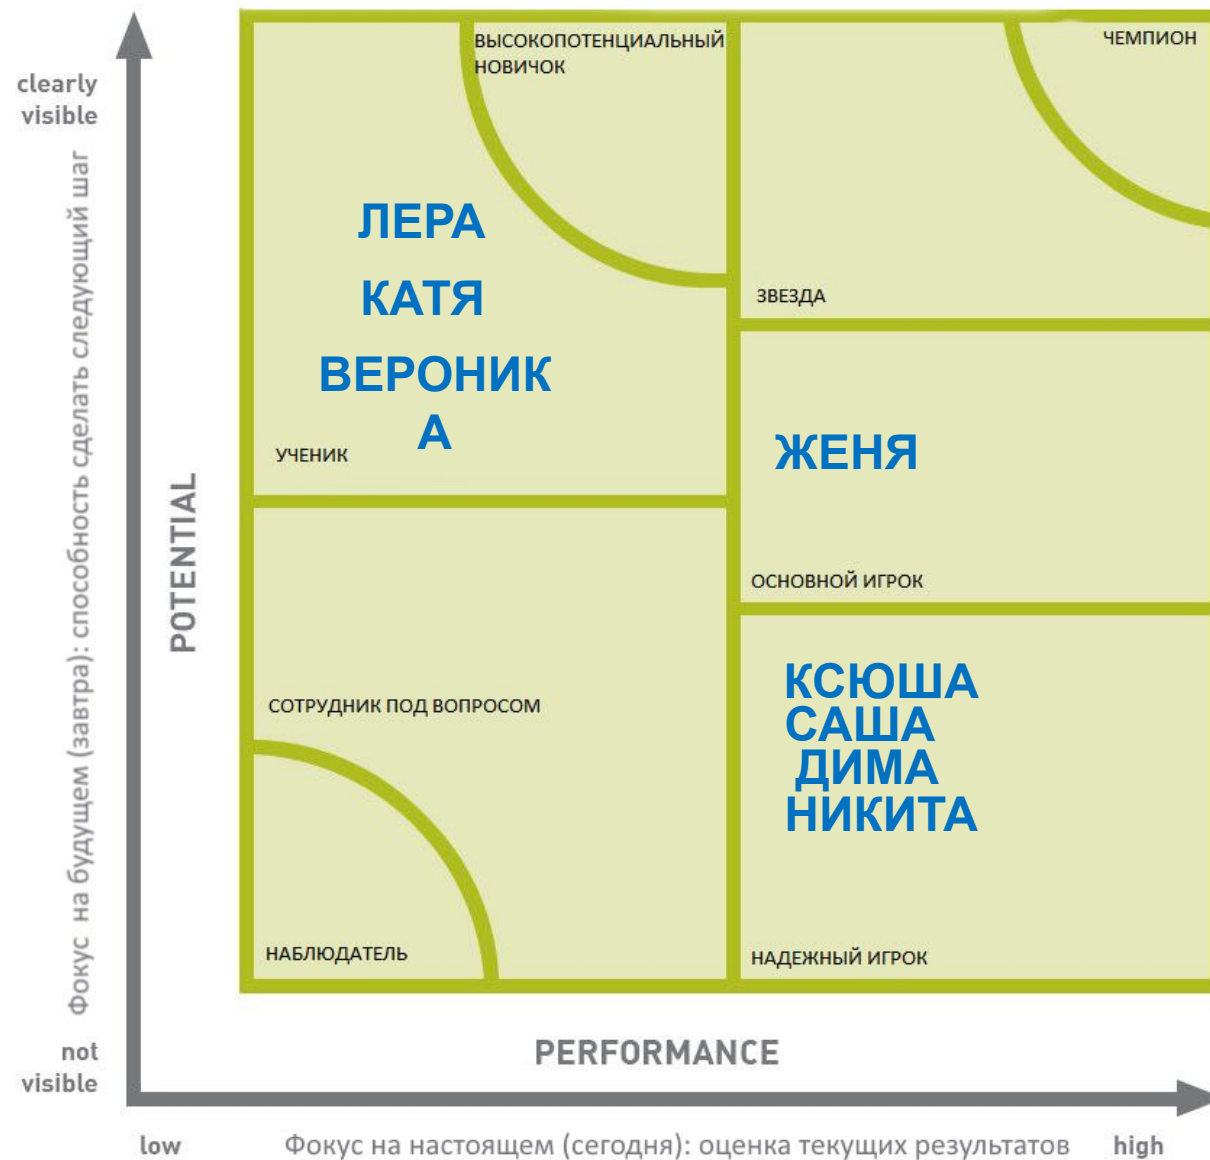 clearly
visible
Фокус на будущем (завтра): способность сделать следующий шаг
not
visible
POTENTIAL
ВЫСОКОПОТЕНЦИАЛЬНЫЙ
НОВИЧОК
ЛЕРА
КАТЯ
ВЕРОНИК
А
УЧЕНИК
ЧЕМПИОН
ЗВЕЗДА
ЖЕНЯ
ОСНОВНОЙ ИГРОК
СОТРУДНИК ПОД ВОПРОСОМ
НАБЛЮДАТЕЛЬ
КСЮША
САША
ДИМА
НИКИТА
НАДЕЖНЫЙ ИГРОК
PERFORMANCE
low
Фокус на настоящем (сегодня): оценка текущих результатов
high